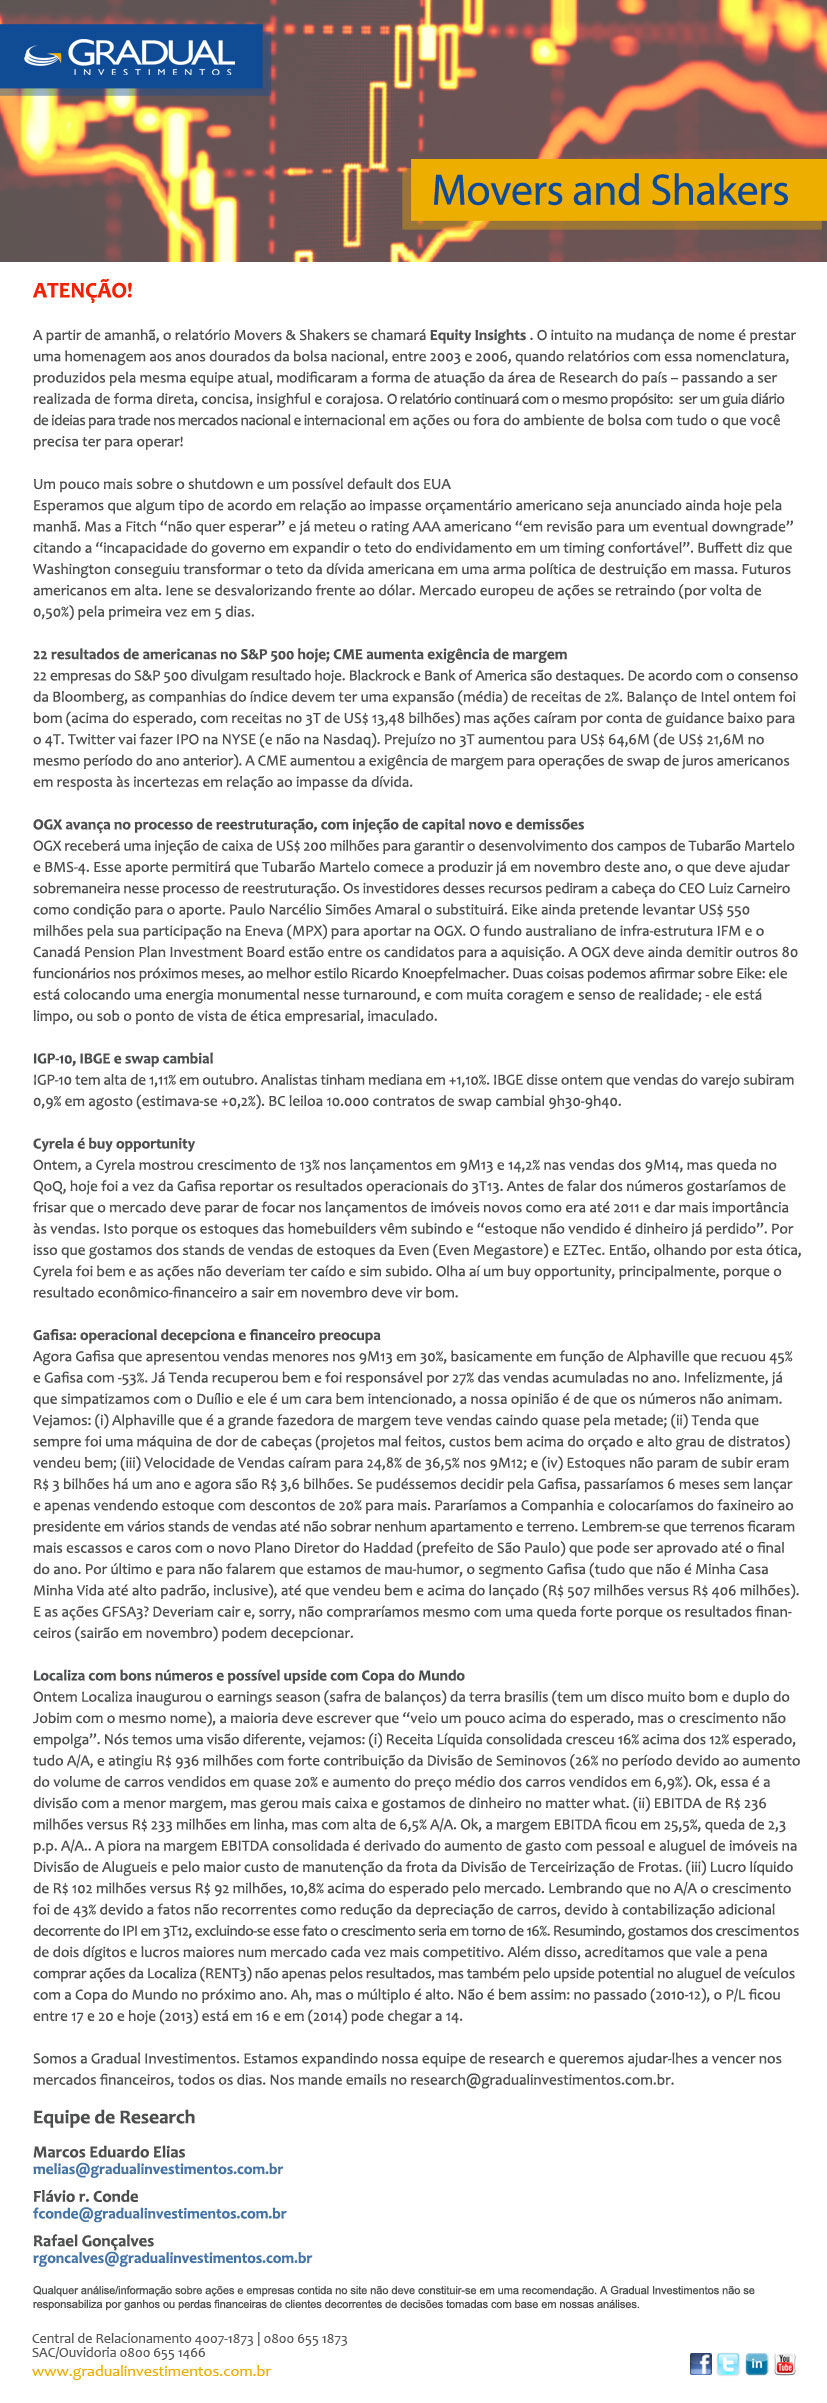 GRADUAL
INVESTIMENTOS
Movers and Shakers
ATENÇÃO!
A partir de amanhã, o relatório Movers & Shakers se chamará Equity Insights . O intuito na mudança de nome é prestar
uma homenagem aos anos dourados da bolsa nacional, entre 2003 e 2006, quando relatórios com essa nomenclatura,
produzidos pela mesma equipe atual, modificaram a forma de atuação da área de Research do país – passando a ser
realizada de forma direta, concisa, insighful e corajosa. O relatório continuará com o mesmo propósito: ser um guia diário
de ideias para trade nos mercados nacional e internacional em ações ou fora do ambiente de bolsa com tudo o que você
precisa ter para operar!
Um pouco mais sobre o shutdown e um possível default dos EUA
Esperamos que algum tipo de acordo em relação ao impasse orçamentário americano seja anunciado ainda hoje pela
manhã. Mas a Fitch “não quer esperar” e já meteu o rating AAA americano “em revisão para um eventual downgrade”
citando a “incapacidade do governo em expandir o teto do endividamento em um timing confortável”. Buffett diz que
Washington conseguiu transformar o teto da dívida americana em uma arma política de destruição em massa. Futuros
americanos em alta. Iene se desvalorizando frente ao dólar. Mercado europeu de ações se retraindo (por volta de
0,50%) pela primeira vez em 5 dias.
22 resultados de americanas no S&P 500 hoje; CME aumenta exigência de margem
22 empresas do S&P 500 divulgam resultado hoje. Blackrock e Bank of America são destaques. De acordo com o consenso
da Bloomberg, as companhias do índice devem ter uma expansão (média) de receitas de 2%. Balanço de Intel ontem foi
bom (acima do esperado, com receitas no 3T de US$ 13,48 bilhões) mas ações caíram por conta de guidance baixo para
o 4T. Twitter vai fazer IPO na NYSE (e não na Nasdaq). Prejuízo no 3T aumentou para US$ 64,6M (de US$ 21,6M no
mesmo período do ano anterior). A CME aumentou a exigência de margem para operações de swap de juros americanos
em resposta às incertezas em relação ao impasse da dívida.
OGX avança no processo de reestruturação, com injeção de capital novo e demissões
OGX receberá uma injeção de caixa de US$ 200 milhões para garantir o desenvolvimento dos campos de Tubarão Martelo
e BMS-4. Esse aporte permitirá que Tubarão Martelo comece a produzir já em novembro deste ano, o que deve ajudar
sobremaneira nesse processo de reestruturação. Os investidores desses recursos pediram a cabeça do CEO Luiz Carneiro
como condição para o aporte. Paulo Narcélio Simões Amaral o substituirá. Eike ainda pretende levantar US$ 550
milhões pela sua participação na Eneva (MPX) para aportar na OGX. O fundo australiano de infra-estrutura IFM e o
Canadá Pension Plan Investment Board estão entre os candidatos para a aquisição. A OGX deve ainda demitir outros 80
funcionários nos próximos meses, ao melhor estilo Ricardo Knoepfelmacher. Duas coisas podemos afirmar sobre Eike: ele
está colocando uma energia monumental nesse turnaround, e com muita coragem e senso de realidade; - ele está
limpo, ou sob o ponto de vista de ética empresarial, imaculado.
IGP-10, IBGE e swap cambial
IGP-10 tem alta de 1,11% em outubro. Analistas tinham mediana em +1,10%. IBGE disse ontem que vendas do varejo subiram
0,9% em agosto (estimava-se +0,2%). BC leiloa 10.000 contratos de swap cambial 9h30-9h40.
Cyrela é buy opportunity
Ontem, a Cyrela mostrou crescimento de 13% nos lançamentos em 9M13 e 14,2% nas vendas dos 9M14, mas queda no
QoQ, hoje foi a vez da Gafisa reportar os resultados operacionais do 3T13. Antes de falar dos números gostaríamos de
frisar que o mercado deve parar de focar nos lançamentos de imóveis novos como era até 2011 e dar mais importância
às vendas. Isto porque os estoques das homebuilders vêm subindo e “estoque não vendido é dinheiro já perdido”. Por
isso que gostamos dos stands de vendas de estoques da Even (Even Megastore) e EZTec. Então, olhando por esta ótica,
Cyrela foi bem e as ações não deveriam ter caído e sim subido. Olha aí um buy opportunity, principalmente, porque o
resultado econômico-financeiro a sair em novembro deve vir bom.
Gafisa: operacional decepciona e financeiro preocupa
Agora Gafisa que apresentou vendas menores nos 9M13 em 30%, basicamente em função de Alphaville que recuou 45%
e Gafisa com -53%. Já Tenda recuperou bem e foi responsável por 27% das vendas acumuladas no ano. Infelizmente, já
que simpatizamos com o Duílio e ele é um cara bem intencionado, a nossa opinião é de que os números não animam.
Vejamos: (i) Alphaville que é a grande fazedora de margem teve vendas caindo quase pela metade; (ii) Tenda que
sempre foi uma máquina de dor de cabeças (projetos mal feitos, custos bem acima do orçado e alto grau de distratos)
vendeu bem; (iii) Velocidade de Vendas caíram para 24,8% de 36,5% nos 9M12; e (iv) Estoques não param de subir eram
R$ 3 bilhões há um ano e agora são R$ 3,6 bilhões. Se pudéssemos decidir pela Gafisa, passaríamos 6 meses sem lançar
e apenas vendendo estoque com descontos de 20% para mais. Pararíamos a Companhia e colocaríamos do faxineiro ao
presidente em vários stands de vendas até não sobrar nenhum apartamento e terreno. Lembrem-se que terrenos ficaram
mais escassos e caros com o novo Plano Diretor do Haddad (prefeito de São Paulo) que pode ser aprovado até o final
do ano. Por último e para não falarem que estamos de mau-humor, o segmento Gafisa (tudo que não é Minha Casa
Minha Vida até alto padrão, inclusive), até que vendeu bem e acima do lançado (R$ 507 milhões versus R$ 406 milhões).
E as ações GFSA3? Deveriam cair e, sorry, não compraríamos mesmo com uma queda forte porque os resultados finan-
ceiros (sairão em novembro) podem decepcionar.
Localiza com bons números e possível upside com Copa do Mundo
Ontem Localiza inaugurou o earnings season (safra de balanços) da terra brasilis (tem um disco muito bom e duplo do
Jobim com o mesmo nome), a maioria deve escrever que “veio um pouco acima do esperado, mas o crescimento não
empolga”. Nós temos uma visão diferente, vejamos: (i) Receita Líquida consolidada cresceu 16% acima dos 12% esperado,
tudo A/A, e atingiu R$ 936 milhões com forte contribuição da Divisão de Seminovos (26% no período devido ao aumento
do volume de carros vendidos em quase 20% e aumento do preço médio dos carros vendidos em 6,9%). Ok, essa é a
divisão com a menor margem, mas gerou mais caixa e gostamos de dinheiro no matter what. (ii) EBITDA de R$ 236
milhões versus R$ 233 milhões em linha, mas com alta de 6,5% A/A. Ok, a margem EBITDA ficou em 25,5%, queda de 2,3
p.p. A/A.. A piora na margem EBITDA consolidada é derivado do aumento de gasto com pessoal e aluguel de imóveis na
Divisão de Alugueis e pelo maior custo de manutenção da frota da Divisão de Terceirização de Frotas. (iii) Lucro líquido
de R$ 102 milhões versus R$ 92 milhões, 10,8% acima do esperado pelo mercado. Lembrando que no A/A o crescimento
foi de 43% devido a fatos não recorrentes como redução da depreciação de carros, devido à contabilização adicional
decorrente do IPI em 3T12, excluindo-se esse fato o crescimento seria em torno de 16%. Resumindo, gostamos dos crescimentos
de dois dígitos e lucros maiores num mercado cada vez mais competitivo. Além disso, acreditamos que vale a pena
comprar ações da Localiza (RENT3) não apenas pelos resultados, mas também pelo upside potential no aluguel de veículos
com a Copa do Mundo no próximo ano. Ah, mas o múltiplo é alto. Não é bem assim: no passado (2010-12), o P/L ficou
entre 17 e 20 e hoje (2013) está em 16 e em (2014) pode chegar a 14.
Somos a Gradual Investimentos. Estamos expandindo nossa equipe de research e queremos ajudar-lhes a vencer nos
mercados financeiros, todos os dias. Nos mande emails no research@gradualinvestimentos.com.br.
Equipe de Research
Marcos Eduardo Elias
melias@gradualinvestimentos.com.br
Flávio r. Conde
fconde@gradualinvestimentos.com.br
Rafael Gonçalves
rgoncalves@gradualinvestimentos.com.br
Qualquer análise/informação sobre ações e empresas contida no site não deve constituir-se em uma recomendação. A Gradual Investimentos não se
responsabiliza por ganhos ou perdas financeiras de clientes decorrentes de decisões tomadas com base em nossas análises.
Central de Relacionamento 4007-1873 | 0800 655 1873
SAC/Ouvidoria 0800 655 1466
www.gradualinvestimentos.com.br
f t in You Tube